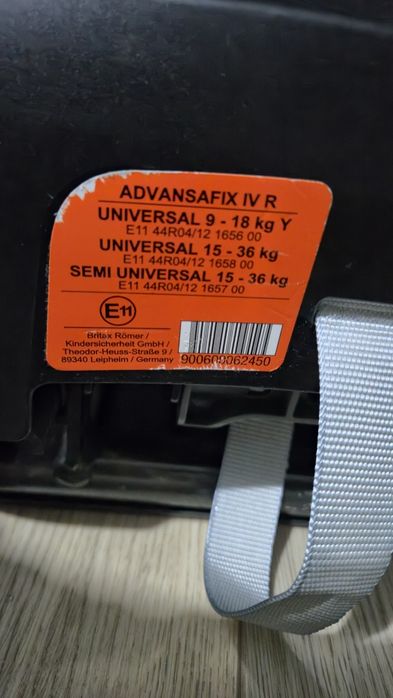 ADVANSAFIX IV R
UNIVERSAL 9 - 18 kg Y
E11 44R04/12 1656 00
UNIVERSAL 15 - 36 kg
E11 44R04/12 1658 00
SEMI UNIVERSAL 15 - 36 kg
E11 44R04/12 1657 00
E11
Britax Römer /
Kindersicherheit GmbH /
Theodor-Heuss-Straße 9 /
89340 Leipheim / Germany
900600062450